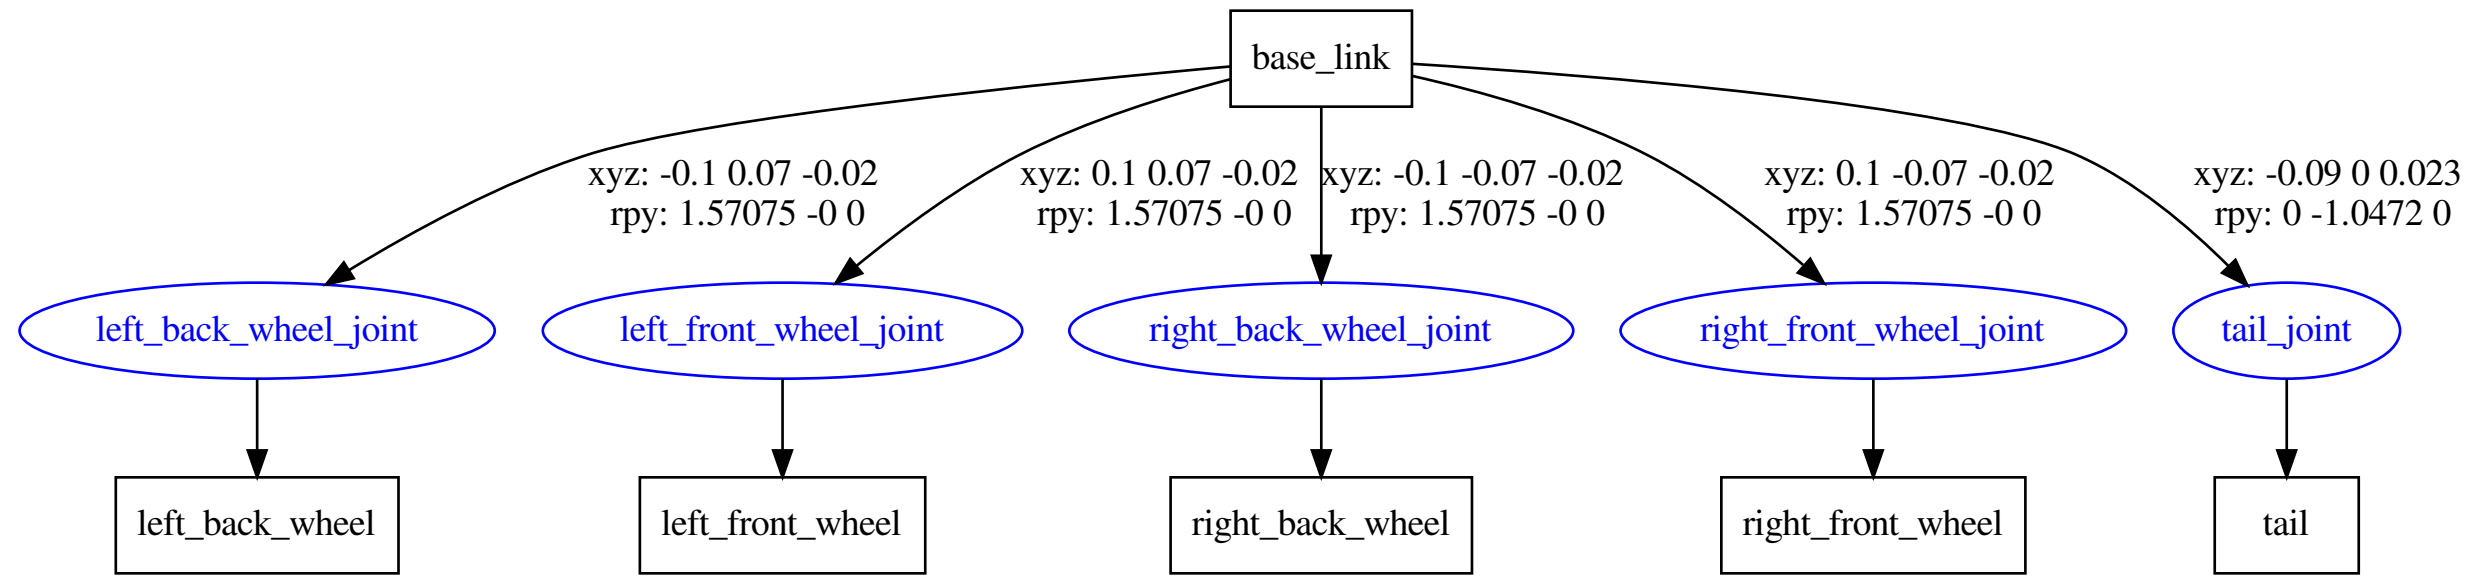 base_link
xyz: -0.1 0.07 -0.02
rpy: 1.57075 -0 0
xyz: 0.1 0.07 -0.02
rpy: 1.57075 -0 0
xyz: -0.1 -0.07 -0.02
rpy: 1.57075 -0 0
xyz: 0.1 -0.07 -0.02
rpy: 1.57075 -0 0
xyz: -0.09 0 0.023
rpy: 0 -1.0472 0
left_back_wheel_joint
left_front_wheel_joint
right_back_wheel_joint
right_front_wheel_joint
tail_joint
left_back_wheel
left_front_wheel
right_back_wheel
right_front_wheel
tail